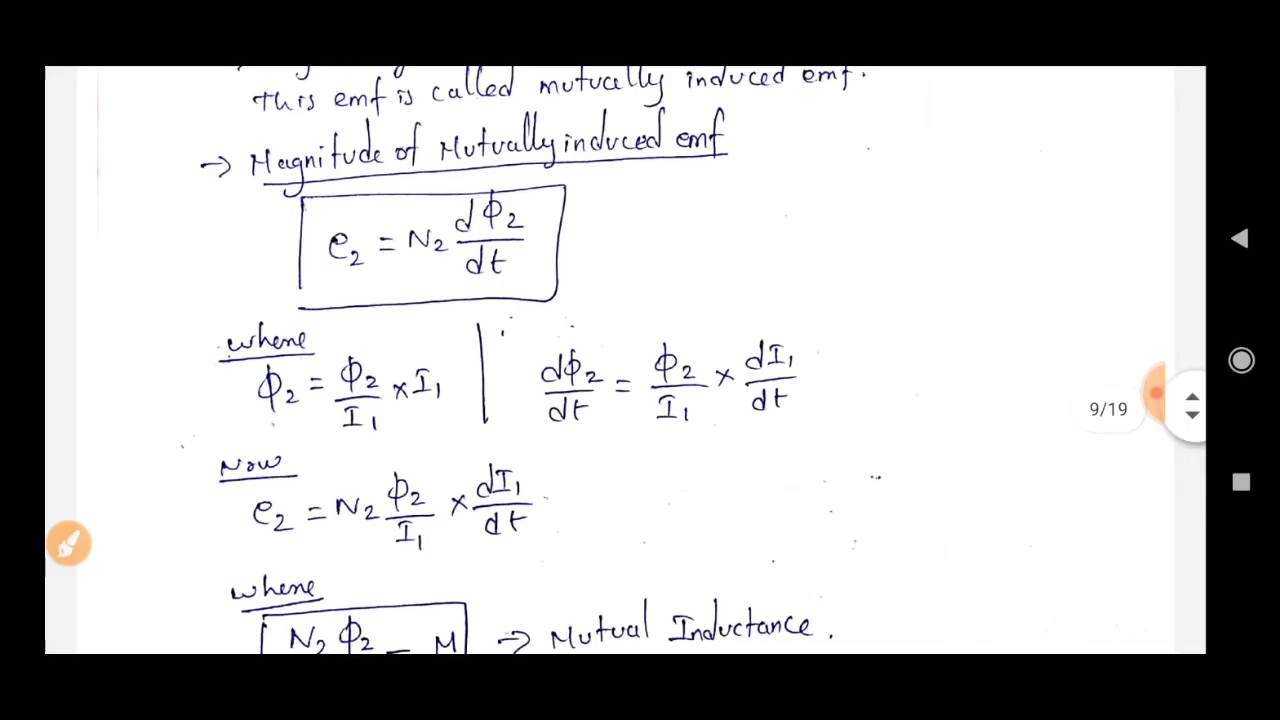 This emf is called mutually induced emf.
→ Magnitude of Mutually induced emf
e₂ = N₂ dΦ₂/dt
where
Φ₂ = Φ₂/I₁ × I₁ | dΦ₂/dt = Φ₂/I₁ × dI₁/dt
9/19
Now
e₂ = N₂ Φ₂/I₁ × dI₁/dt
where
N₂ Φ₂ = M → Mutual Inductance.